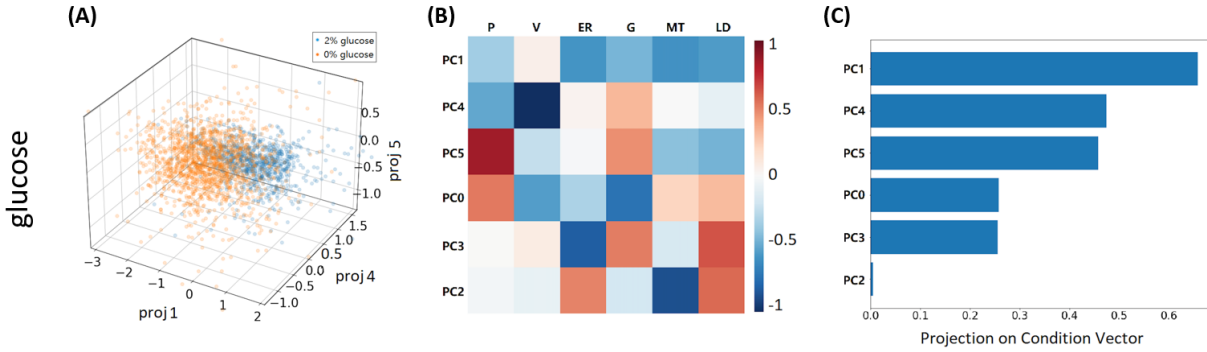 (A)
2% glucose
0% glucose
glucose
0.5
0.0
−0.5
−1.0
proj 5
1.5
1.0
0.5
0.0
−0.5
−1.0
proj 4
−3
−2
−1
0
1
2
proj 1
(B)
P V ER G MT LD
PC1
PC4
PC5
PC0
PC3
PC2
1
0.5
0
-0.5
-1
(C)
PC1
PC4
PC5
PC0
PC3
PC2
0.0 0.1 0.2 0.3 0.4 0.5 0.6
Projection on Condition Vector